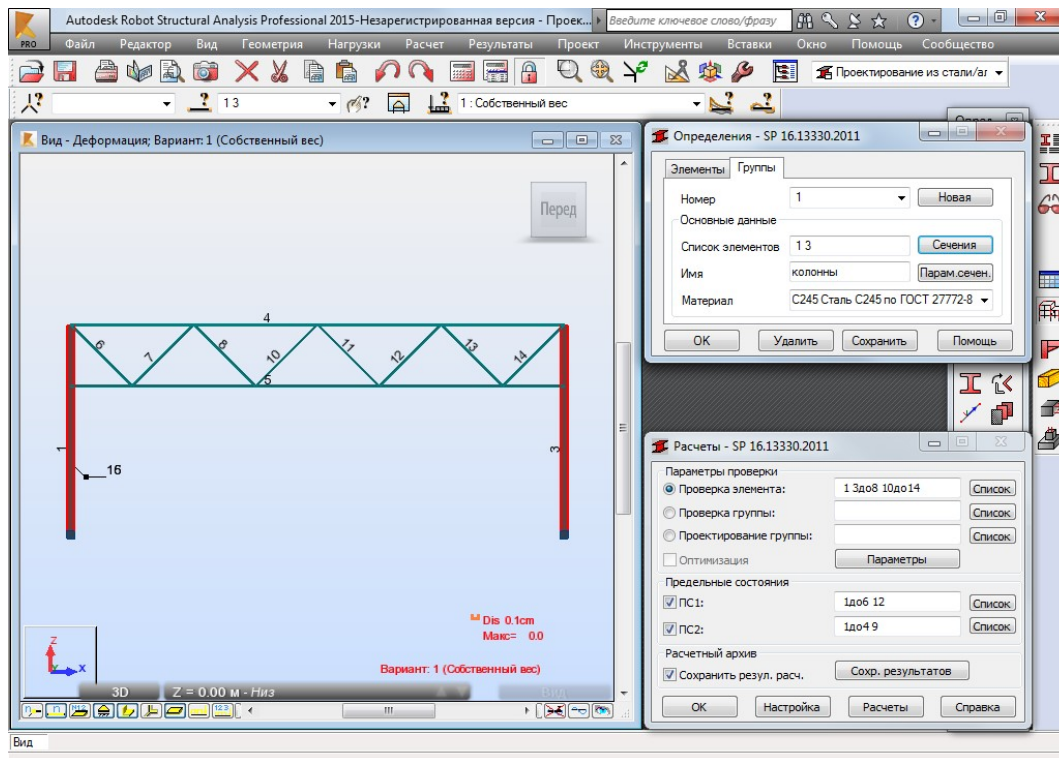 Autodesk Robot Structural Analysis Professional 2015-Незарегистрированная версия - Проек...
Введите ключевое слово/фразу
PRO
Файл Редактор Вид Геометрия Нагрузки Расчет Результаты Проект Инструменты Вставки Окно Помощь Сообщество
Проектирование из стали/аг
1 3
1 : Собственный вес
Вид - Деформация; Вариант: 1 (Собственный вес)
Перед
4
6 7 8 10 11 12 13 14
5
1
3
16
Dis 0.1cm
Макс= 0.0
Вариант: 1 (Собственный вес)
Z
X
3D
Z = 0.00 м - Низ
ВИД
Вид
Определения - SP 16.13330.2011
Элементы Группы
Номер 1 Новая
Основные данные
Список элементов 1 3 Сечения
Имя колонны Парам.сечен.
Материал С245 Сталь С245 по ГОСТ 27772-8
OK Удалить Сохранить Помощь
Расчеты - SP 16.13330.2011
Параметры проверки
Проверка элемента: 1 3до8 10до14 Список
Проверка группы: Список
Проектирование группы: Список
Оптимизация Параметры
Предельные состояния
ПС1: 1до6 12 Список
ПС2: 1до4 9 Список
Расчетный архив
Сохранить резул. расч. Сохр. результатов
OK Настройка Расчеты Справка